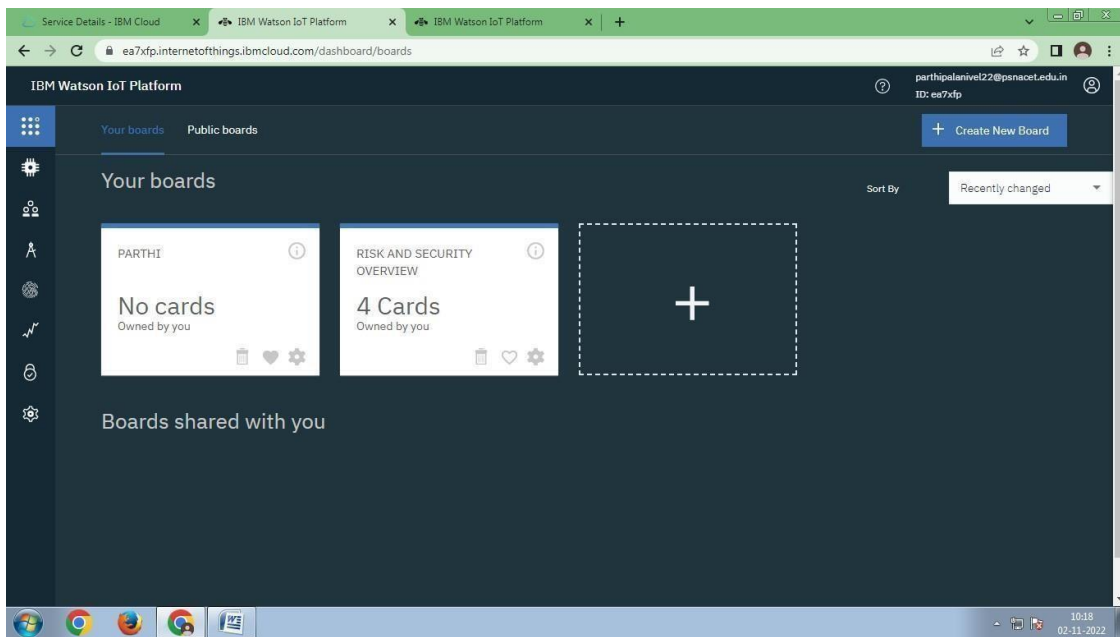 Service Details - IBM Cloud
IBM Watson IoT Platform
IBM Watson IoT Platform
ea7xfp.internetofthings.ibmcloud.com/dashboard/boards
IBM Watson IoT Platform
parthipalanivel22@psnacet.edu.in
ID: ea7xfp
Your boards
Public boards
+ Create New Board
Your boards
Sort By
Recently changed
PARTHI
No cards
Owned by you
RISK AND SECURITY
OVERVIEW
4 Cards
Owned by you
Boards shared with you
10:18
02-11-2022